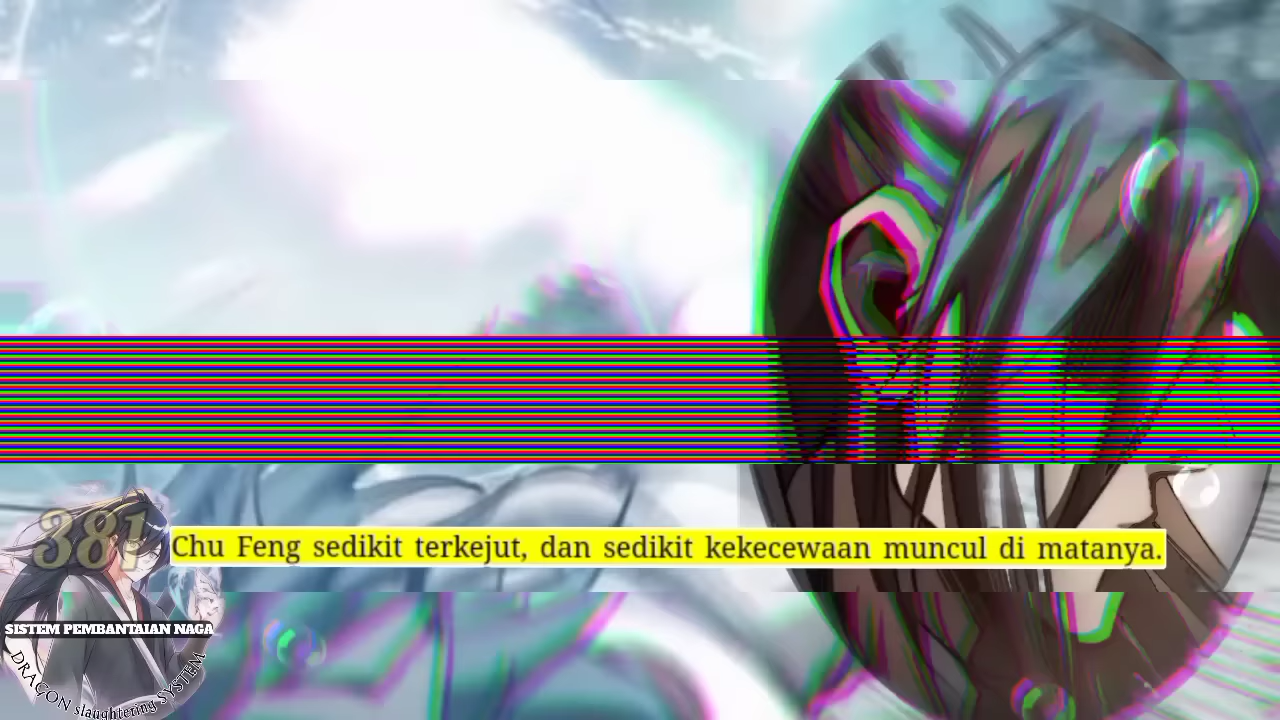 381
Chu Feng sedikit terkejut, dan sedikit kekecewaan muncul di matanya.
SISTEM PEMBANTAIAN NAGA
DRAGON slaughtering SYSTEM